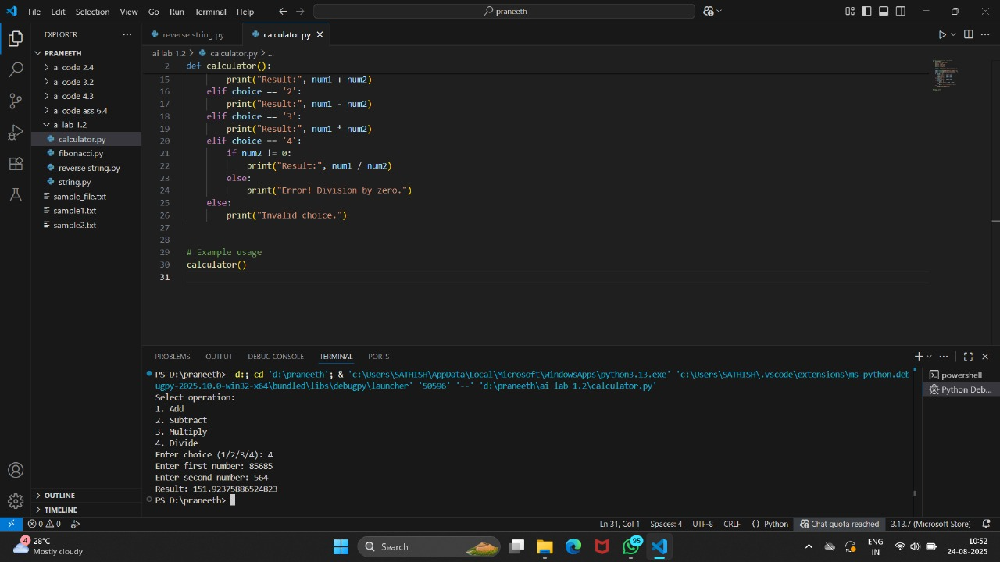 File Edit Selection View Go Run Terminal Help
praneeth
EXPLORER
PRANEETH
ai code 2.4
ai code 3.2
ai code 4.3
ai code ass 6.4
ai lab 1.2
calculator.py
fibonacci.py
reverse string.py
string.py
sample_file.txt
sample1.txt
sample2.txt
OUTLINE
TIMELINE
reverse string.py calculator.py
ai lab 1.2 > calculator.py > ...
2 def calculator():
15 print("Result:", num1 + num2)
16 elif choice == '2':
17 print("Result:", num1 - num2)
18 elif choice == '3':
19 print("Result:", num1 * num2)
20 elif choice == '4':
21 if num2 != 0:
22 print("Result:", num1 / num2)
23 else:
24 print("Error! Division by zero.")
25 else:
26 print("Invalid choice.")
27
28
29 # Example usage
30 calculator()
31
PROBLEMS OUTPUT DEBUG CONSOLE TERMINAL PORTS
PS D:\praneeth> d:; cd 'd:\praneeth'; & 'c:\Users\SATHISH\AppData\Local\Microsoft\WindowsApps\python3.13.exe' 'c:\Users\SATHISH\.vscode\extensions\ms-python.deb
ugpy-2025.10.0-win32-x64\bundled\libs\debugpy\launcher' '50596' '--' 'd:\praneeth\ai lab 1.2\calculator.py'
Select operation:
1. Add
2. Subtract
3. Multiply
4. Divide
Enter choice (1/2/3/4): 4
Enter first number: 85685
Enter second number: 564
Result: 151.92375886524823
PS D:\praneeth>
powershell
Python Deb...
0 0
Ln 31, Col 1 Spaces: 4 UTF-8 CRLF {} Python Chat quota reached 3.13.7 (Microsoft Store)
4
28°C
Mostly cloudy
Search
95
ENG
IN
10:52
24-08-2025